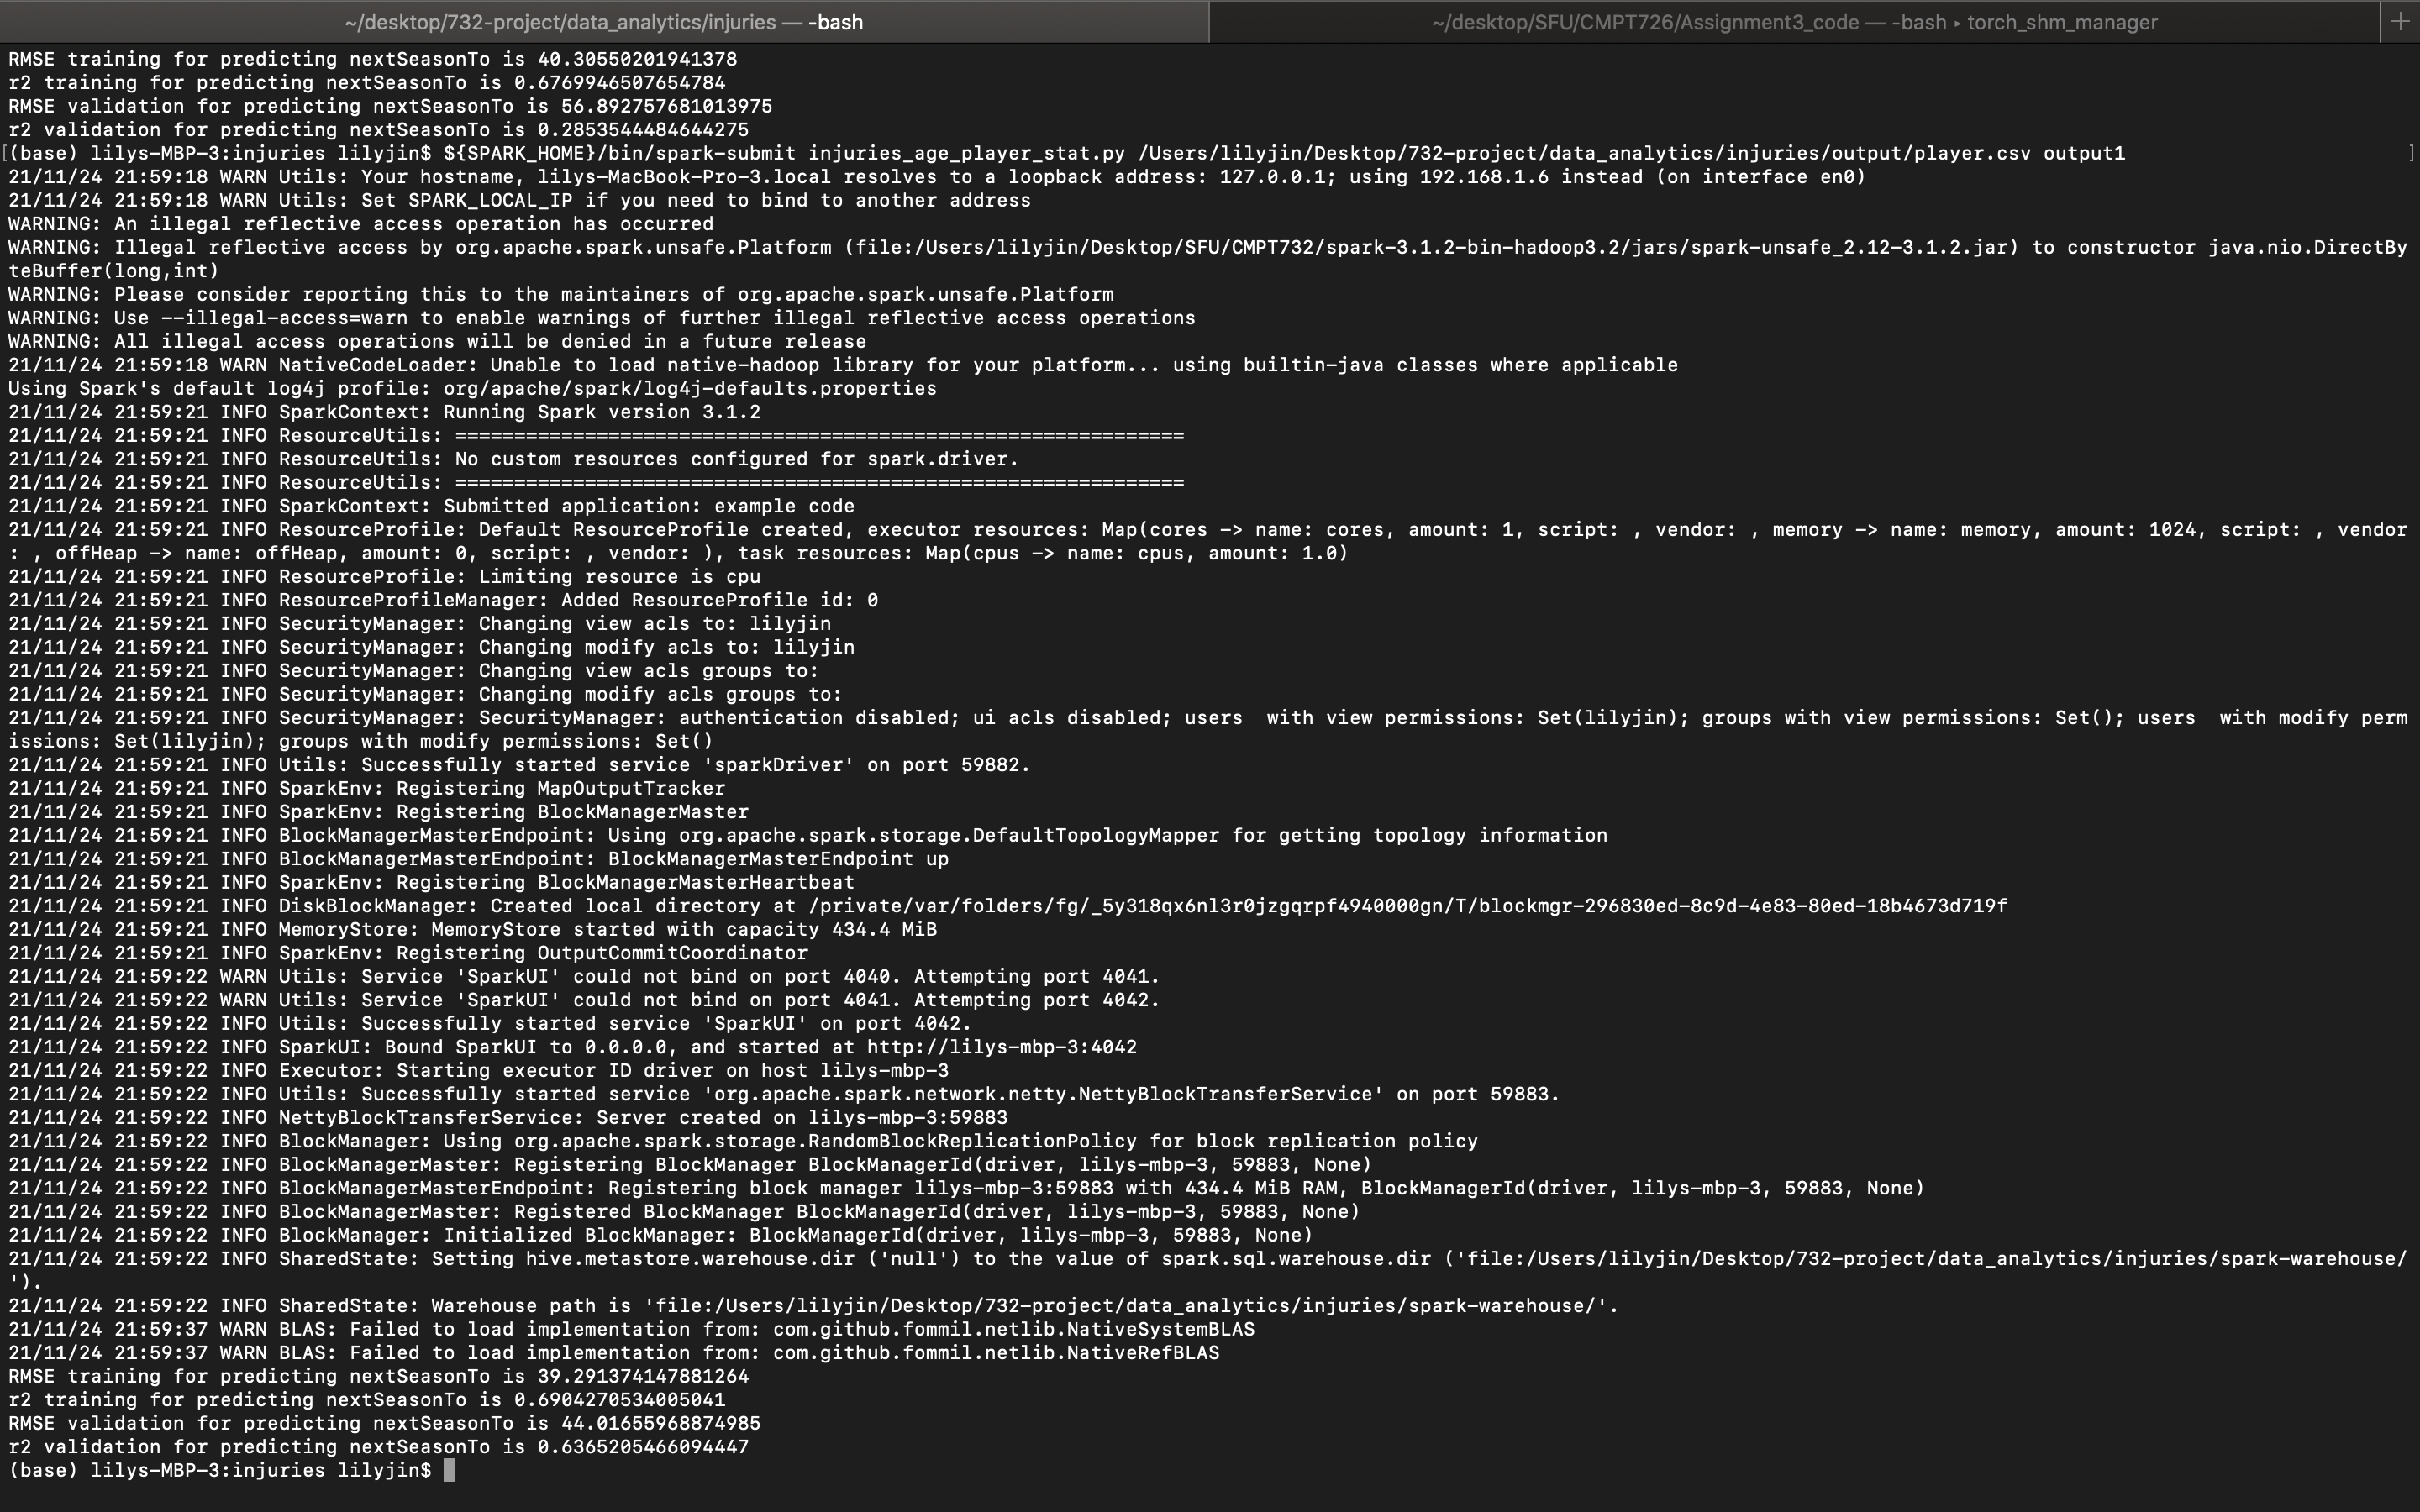 ~/desktop/732-project/data_analytics/injuries — -bash
~/desktop/SFU/CMPT726/Assignment3_code — -bash ▸ torch_shm_manager
+
RMSE training for predicting nextSeasonTo is 40.30550201941378
r2 training for predicting nextSeasonTo is 0.6769946507654784
RMSE validation for predicting nextSeasonTo is 56.892757681013975
r2 validation for predicting nextSeasonTo is 0.2853544484644275
[(base) lilys-MBP-3:injuries lilyjin$ ${SPARK_HOME}/bin/spark-submit injuries_age_player_stat.py /Users/lilyjin/Desktop/732-project/data_analytics/injuries/output/player.csv output1 ]
21/11/24 21:59:18 WARN Utils: Your hostname, lilys-MacBook-Pro-3.local resolves to a loopback address: 127.0.0.1; using 192.168.1.6 instead (on interface en0)
21/11/24 21:59:18 WARN Utils: Set SPARK_LOCAL_IP if you need to bind to another address
WARNING: An illegal reflective access operation has occurred
WARNING: Illegal reflective access by org.apache.spark.unsafe.Platform (file:/Users/lilyjin/Desktop/SFU/CMPT732/spark-3.1.2-bin-hadoop3.2/jars/spark-unsafe_2.12-3.1.2.jar) to constructor java.nio.DirectBy
teBuffer(long,int)
WARNING: Please consider reporting this to the maintainers of org.apache.spark.unsafe.Platform
WARNING: Use --illegal-access=warn to enable warnings of further illegal reflective access operations
WARNING: All illegal access operations will be denied in a future release
21/11/24 21:59:18 WARN NativeCodeLoader: Unable to load native-hadoop library for your platform... using builtin-java classes where applicable
Using Spark's default log4j profile: org/apache/spark/log4j-defaults.properties
21/11/24 21:59:21 INFO SparkContext: Running Spark version 3.1.2
21/11/24 21:59:21 INFO ResourceUtils: ==============================================================
21/11/24 21:59:21 INFO ResourceUtils: No custom resources configured for spark.driver.
21/11/24 21:59:21 INFO ResourceUtils: ==============================================================
21/11/24 21:59:21 INFO SparkContext: Submitted application: example code
21/11/24 21:59:21 INFO ResourceProfile: Default ResourceProfile created, executor resources: Map(cores -> name: cores, amount: 1, script: , vendor: , memory -> name: memory, amount: 1024, script: , vendor
: , offHeap -> name: offHeap, amount: 0, script: , vendor: ), task resources: Map(cpus -> name: cpus, amount: 1.0)
21/11/24 21:59:21 INFO ResourceProfile: Limiting resource is cpu
21/11/24 21:59:21 INFO ResourceProfileManager: Added ResourceProfile id: 0
21/11/24 21:59:21 INFO SecurityManager: Changing view acls to: lilyjin
21/11/24 21:59:21 INFO SecurityManager: Changing modify acls to: lilyjin
21/11/24 21:59:21 INFO SecurityManager: Changing view acls groups to:
21/11/24 21:59:21 INFO SecurityManager: Changing modify acls groups to:
21/11/24 21:59:21 INFO SecurityManager: SecurityManager: authentication disabled; ui acls disabled; users  with view permissions: Set(lilyjin); groups with view permissions: Set(); users  with modify perm
issions: Set(lilyjin); groups with modify permissions: Set()
21/11/24 21:59:21 INFO Utils: Successfully started service 'sparkDriver' on port 59882.
21/11/24 21:59:21 INFO SparkEnv: Registering MapOutputTracker
21/11/24 21:59:21 INFO SparkEnv: Registering BlockManagerMaster
21/11/24 21:59:21 INFO BlockManagerMasterEndpoint: Using org.apache.spark.storage.DefaultTopologyMapper for getting topology information
21/11/24 21:59:21 INFO BlockManagerMasterEndpoint: BlockManagerMasterEndpoint up
21/11/24 21:59:21 INFO SparkEnv: Registering BlockManagerMasterHeartbeat
21/11/24 21:59:21 INFO DiskBlockManager: Created local directory at /private/var/folders/fg/_5y318qx6nl3r0jzgqrpf4940000gn/T/blockmgr-296830ed-8c9d-4e83-80ed-18b4673d719f
21/11/24 21:59:21 INFO MemoryStore: MemoryStore started with capacity 434.4 MiB
21/11/24 21:59:21 INFO SparkEnv: Registering OutputCommitCoordinator
21/11/24 21:59:22 WARN Utils: Service 'SparkUI' could not bind on port 4040. Attempting port 4041.
21/11/24 21:59:22 WARN Utils: Service 'SparkUI' could not bind on port 4041. Attempting port 4042.
21/11/24 21:59:22 INFO Utils: Successfully started service 'SparkUI' on port 4042.
21/11/24 21:59:22 INFO SparkUI: Bound SparkUI to 0.0.0.0, and started at http://lilys-mbp-3:4042
21/11/24 21:59:22 INFO Executor: Starting executor ID driver on host lilys-mbp-3
21/11/24 21:59:22 INFO Utils: Successfully started service 'org.apache.spark.network.netty.NettyBlockTransferService' on port 59883.
21/11/24 21:59:22 INFO NettyBlockTransferService: Server created on lilys-mbp-3:59883
21/11/24 21:59:22 INFO BlockManager: Using org.apache.spark.storage.RandomBlockReplicationPolicy for block replication policy
21/11/24 21:59:22 INFO BlockManagerMaster: Registering BlockManager BlockManagerId(driver, lilys-mbp-3, 59883, None)
21/11/24 21:59:22 INFO BlockManagerMasterEndpoint: Registering block manager lilys-mbp-3:59883 with 434.4 MiB RAM, BlockManagerId(driver, lilys-mbp-3, 59883, None)
21/11/24 21:59:22 INFO BlockManagerMaster: Registered BlockManager BlockManagerId(driver, lilys-mbp-3, 59883, None)
21/11/24 21:59:22 INFO BlockManager: Initialized BlockManager: BlockManagerId(driver, lilys-mbp-3, 59883, None)
21/11/24 21:59:22 INFO SharedState: Setting hive.metastore.warehouse.dir ('null') to the value of spark.sql.warehouse.dir ('file:/Users/lilyjin/Desktop/732-project/data_analytics/injuries/spark-warehouse/
').
21/11/24 21:59:22 INFO SharedState: Warehouse path is 'file:/Users/lilyjin/Desktop/732-project/data_analytics/injuries/spark-warehouse/'.
21/11/24 21:59:37 WARN BLAS: Failed to load implementation from: com.github.fommil.netlib.NativeSystemBLAS
21/11/24 21:59:37 WARN BLAS: Failed to load implementation from: com.github.fommil.netlib.NativeRefBLAS
RMSE training for predicting nextSeasonTo is 39.291374147881264
r2 training for predicting nextSeasonTo is 0.6904270534005041
RMSE validation for predicting nextSeasonTo is 44.01655968874985
r2 validation for predicting nextSeasonTo is 0.6365205466094447
(base) lilys-MBP-3:injuries lilyjin$